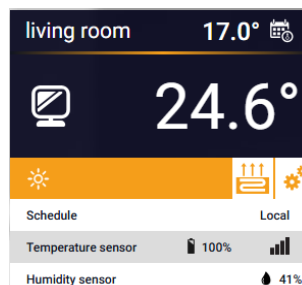 living room 17.0°
24.6°
Schedule Local
Temperature sensor 100%
Humidity sensor 41%